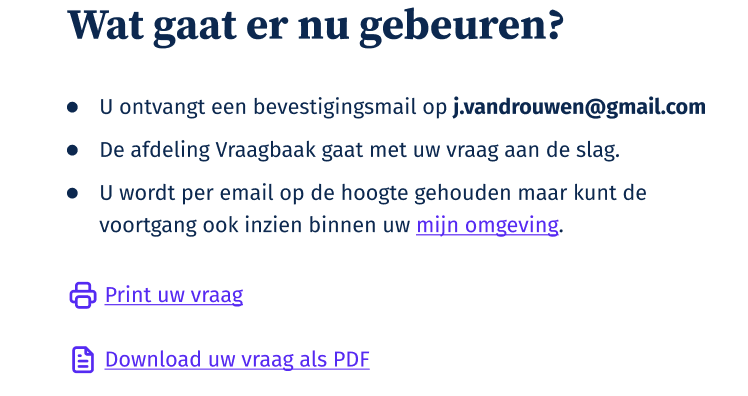 Wat gaat er nu gebeuren?
U ontvangt een bevestigingsmail op j.vandrouwen@gmail.com
De afdeling Vraagbaak gaat met uw vraag aan de slag.
U wordt per email op de hoogte gehouden maar kunt de
voortgang ook inzien binnen uw mijn omgeving.
Print uw vraag
Download uw vraag als PDF